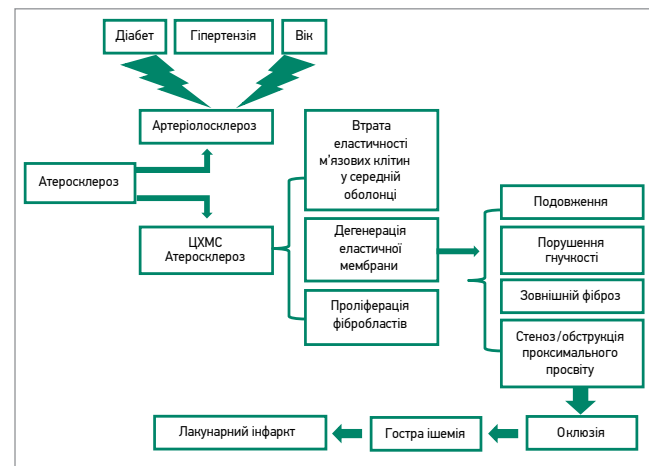 Діабет
Гіпертензія
Вік
Артеріолосклероз
Атеросклероз
ЦХМС
Атеросклероз
Втрата
еластичності
м'язових клітин
у середній
оболонці
Дегенерація
еластичної
мембрани
Проліферація
фібробластів
Подовження
Порушення
гнучкості
Зовнішній фіброз
Стеноз/обструкція
проксимального
просвіту
Оклюзія
Гостра ішемія
Лакунарний інфаркт